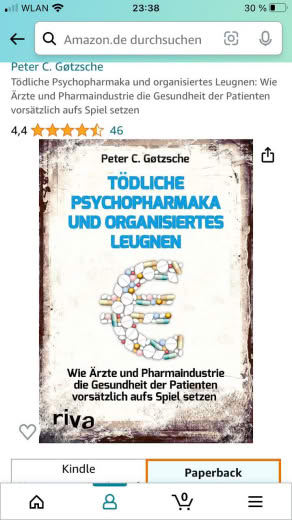 WLAN 23:38 30 %
Amazon.de durchsuchen
Peter C. Gøtzsche
Tödliche Psychopharmaka und organisiertes Leugnen: Wie
Ärzte und Pharmaindustrie die Gesundheit der Patienten
vorsätzlich aufs Spiel setzen
4,4 46
Peter C. Gøtzsche
TÖDLICHE
PSYCHOPHARMAKA
UND ORGANISIERTES
LEUGNEN
Wie Ärzte und Pharmaindustrie
die Gesundheit der Patienten
vorsätzlich aufs Spiel setzen
riva
Kindle
Paperback
0